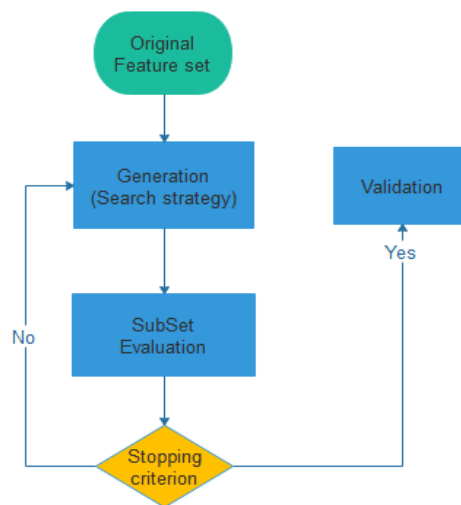 Original
Feature set
Generation
(Search strategy)
Validation
Yes
SubSet
Evaluation
No
Stopping
criterion